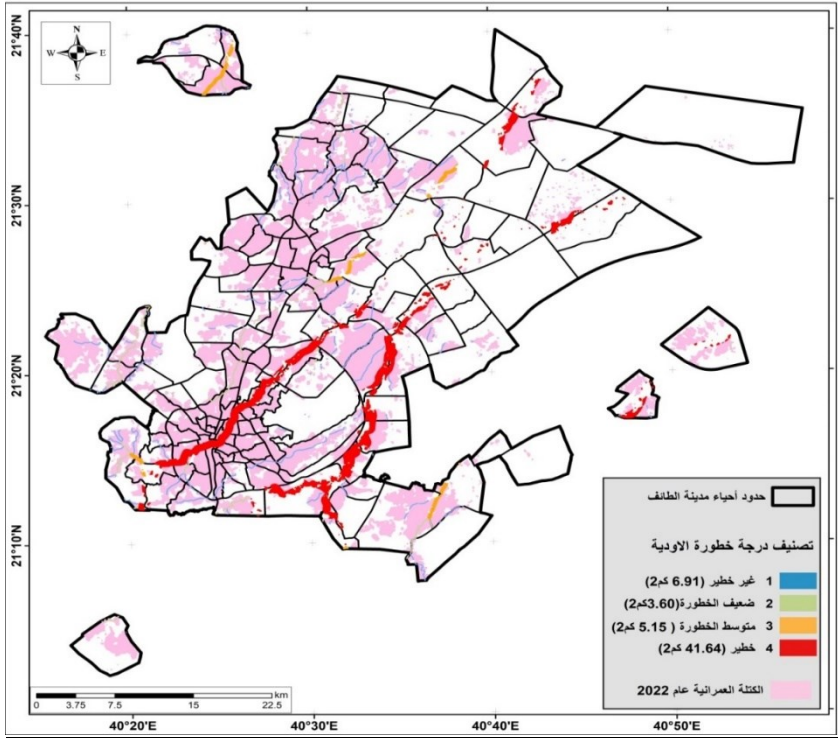 21°40'N
N
W
E
S
21°30'N
21°20'N
21°10'N
حدود أحياء مدينة الطائف
تصنيف درجة خطورة الاودية
1 غير خطير (6.91 كم2)
2 ضعيف الخطورة(3.60كم2)
3 متوسط الخطورة ( 5.15 كم2)
4 خطير (41.64 كم2)
الكتلة العمرانية عام 2022
km
0 3.75 7.5 15 22.5
40°20'E 40°30'E 40°40'E 40°50'E